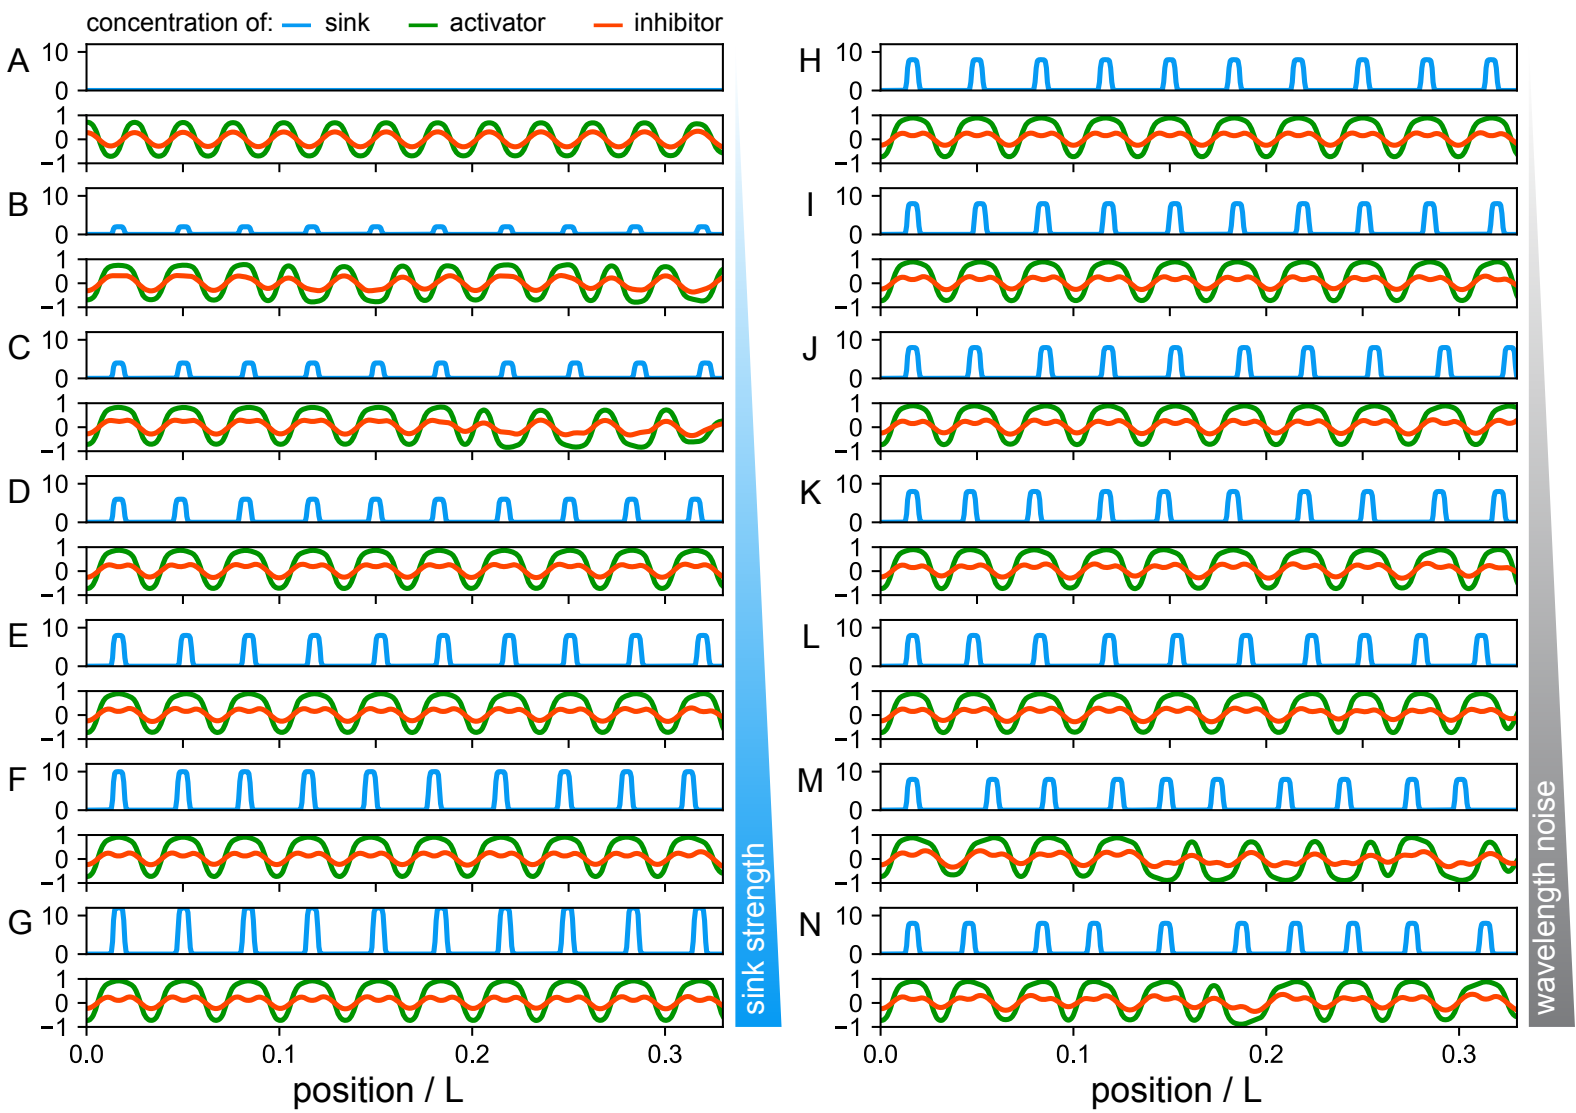 concentration of: sink activator inhibitor
A 10 0
1 0 −1
B 10 0
1 0 −1
C 10 0
1 0 −1
D 10 0
1 0 −1
E 10 0
1 0 −1
F 10 0
1 0 −1
G 10 0
1 0 −1
0.0 0.1 0.2 0.3
position / L
sink strength
H 10 0
1 0 −1
I 10 0
1 0 −1
J 10 0
1 0 −1
K 10 0
1 0 −1
L 10 0
1 0 −1
M 10 0
1 0 −1
N 10 0
1 0 −1
0.0 0.1 0.2 0.3
position / L
wavelength noise